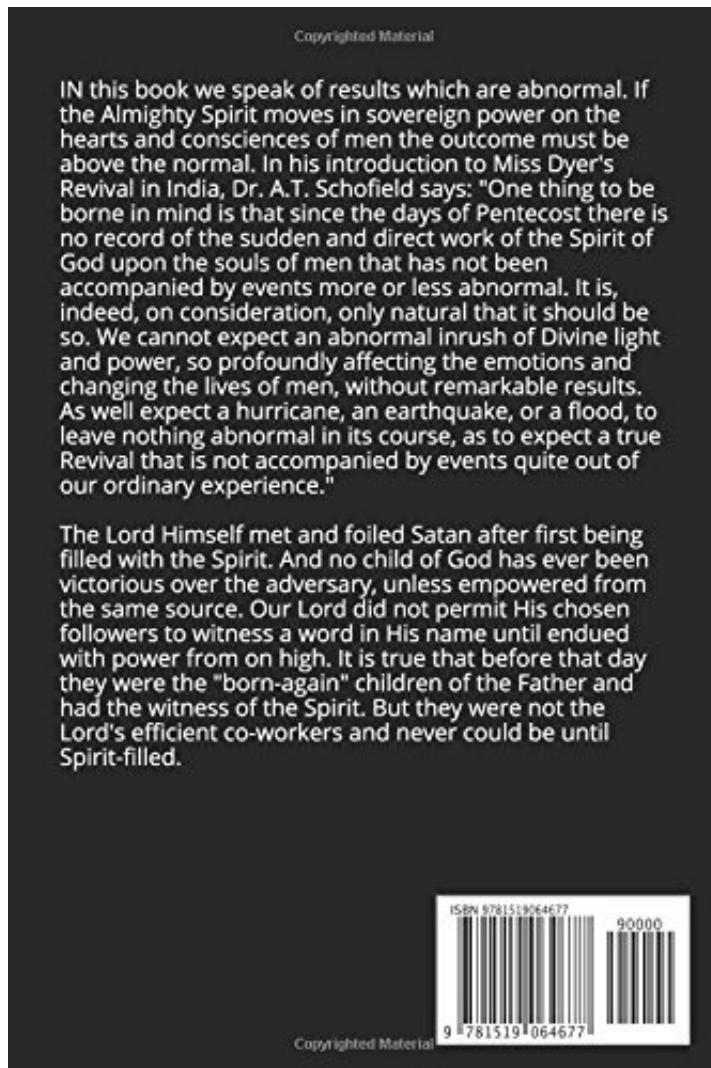 Copyrighted Material
IN this book we speak of results which are abnormal. If
the Almighty Spirit moves in sovereign power on the
hearts and consciences of men the outcome must be
above the normal. In his introduction to Miss Dyer's
Revival in India, Dr. A.T. Schofield says: "One thing to be
borne in mind is that since the days of Pentecost there is
no record of the sudden and direct work of the Spirit of
God upon the souls of men that has not been
accompanied by events more or less abnormal. It is,
indeed, on consideration, only natural that it should be
so. We cannot expect an abnormal inrush of Divine light
and power, so profoundly affecting the emotions and
changing the lives of men, without remarkable results.
As well expect a hurricane, an earthquake, or a flood, to
leave nothing abnormal in its course, as to expect a true
Revival that is not accompanied by events quite out of
our ordinary experience."
The Lord Himself met and foiled Satan after first being
filled with the Spirit. And no child of God has ever been
victorious over the adversary, unless empowered from
the same source. Our Lord did not permit His chosen
followers to witness a word in His name until endued
with power from on high. It is true that before that day
they were the "born-again" children of the Father and
had the witness of the Spirit. But they were not the
Lord's efficient co-workers and never could be until
Spirit-filled.
ISBN 9781519064677
90000
9 781519 064677
Copyrighted Material